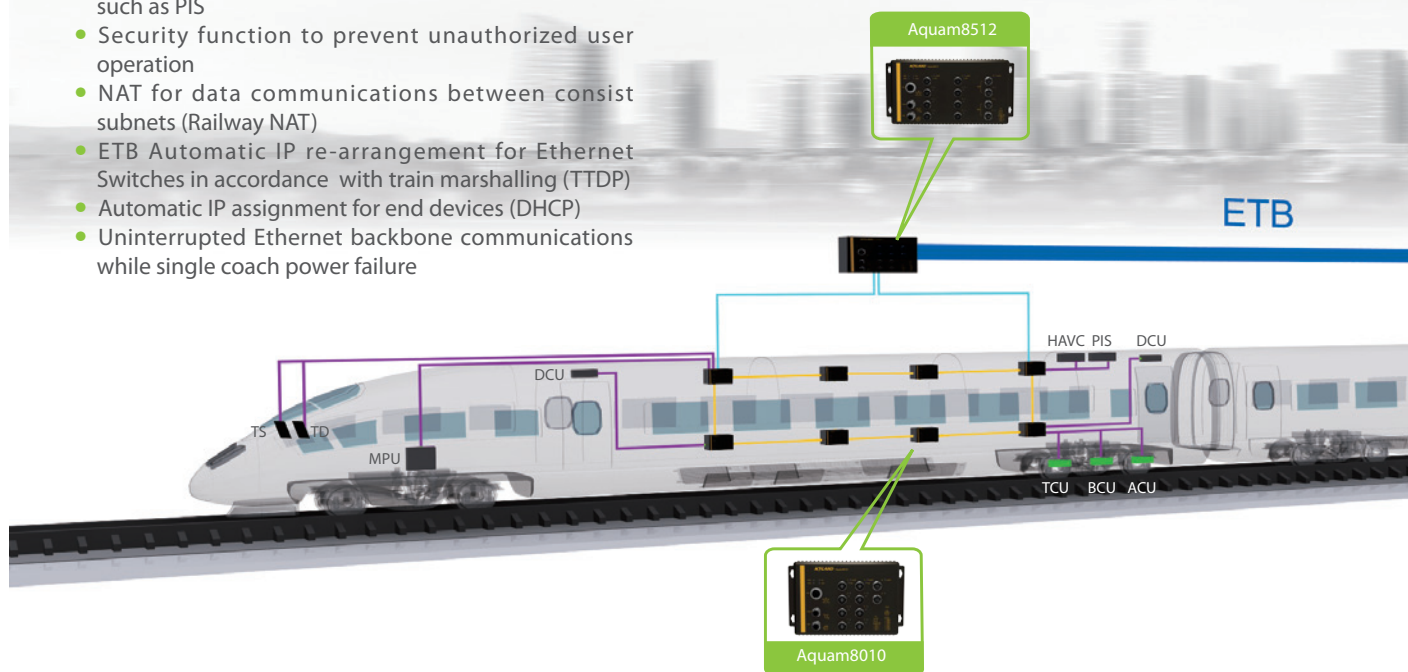 such as PIS
• Security function to prevent unauthorized user
operation
• NAT for data communications between consist
subnets (Railway NAT)
• ETB Automatic IP re-arrangement for Ethernet
Switches in accordance with train marshalling (TTDP)
• Automatic IP assignment for end devices (DHCP)
• Uninterrupted Ethernet backbone communications
while single coach power failure
Aquam8512
ETB
HAVC PIS DCU
DCU
TS TD
MPU
TCU BCU ACU
KYLAND
Aquam8010